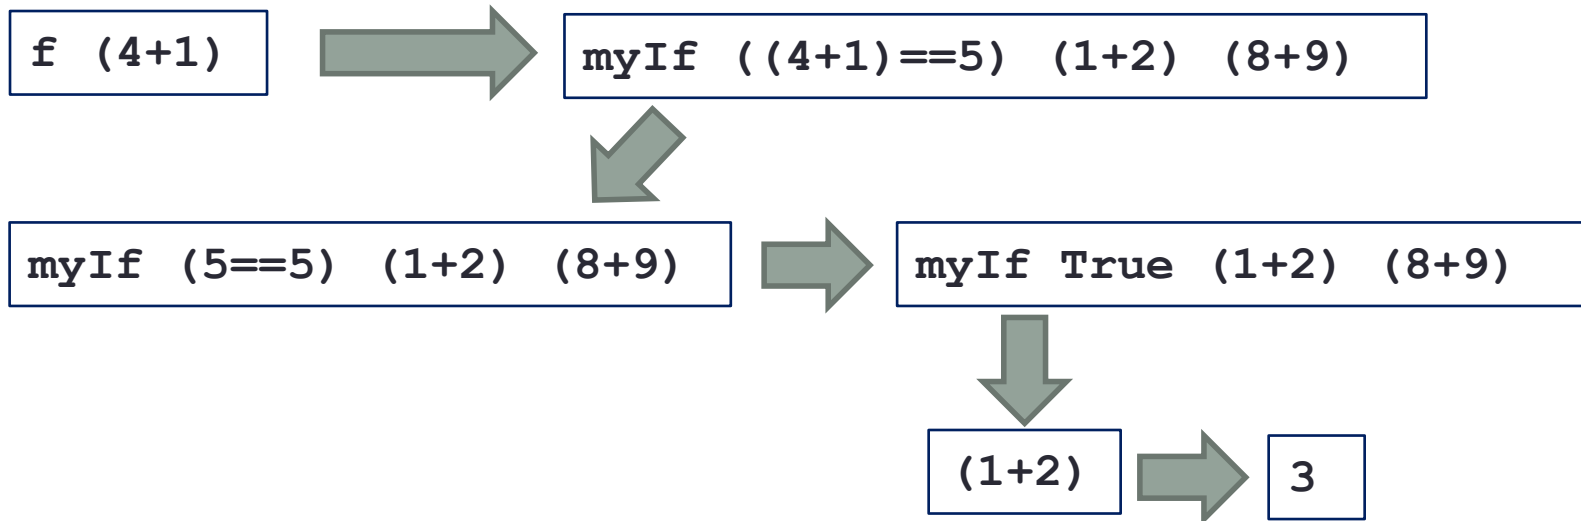 f (4+1)
myIf ((4+1)==5) (1+2) (8+9)
myIf (5==5) (1+2) (8+9)
myIf True (1+2) (8+9)
(1+2)
3